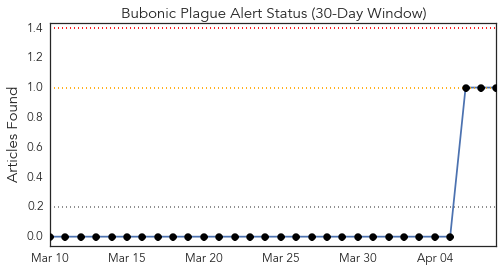 Bubonic Plague Alert Status (30-Day Window)
Articles Found
1.4
1.2
1.0
0.8
0.6
0.4
0.2
0.0
Mar 10 Mar 15 Mar 20 Mar 25 Mar 30 Apr 04